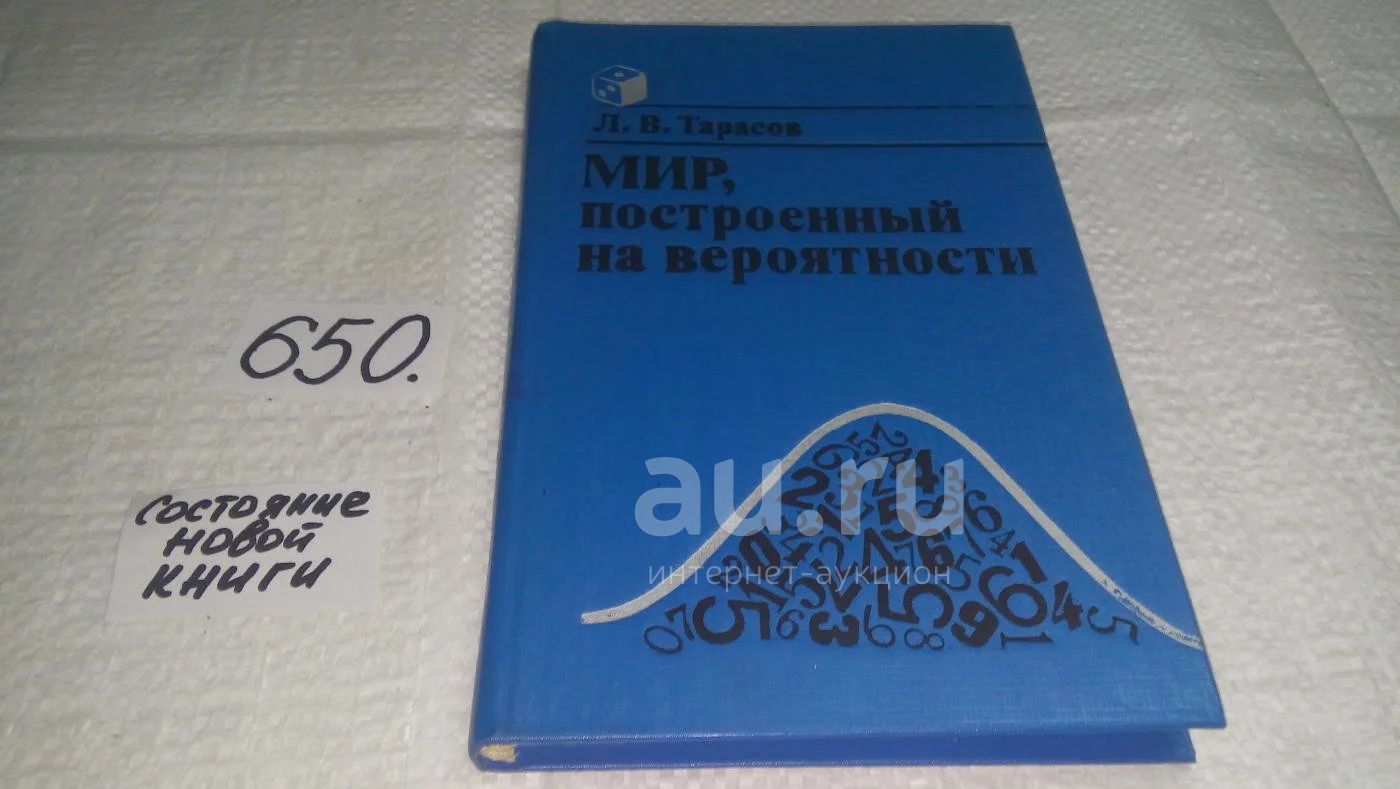 Л. В. Тарасов
МИР,
построенный
на вероятности
650.
состояние
новой
книги
au.ru
интернет-аукцион